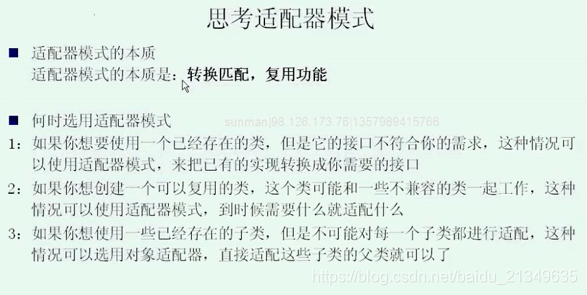 思考适配器模式
■ 适配器模式的本质
适配器模式的本质是：转换匹配，复用功能
■ 何时选用适配器模式
sunman|98.126.173.76|1357989415766
1：如果你想要使用一个已经存在的类，但是它的接口不符合你的需求，这种情况可
以使用适配器模式，来把已有的实现转换成你需要的接口
2：如果你想创建一个可以复用的类，这个类可能和一些不兼容的类一起工作，这种
情况可以使用适配器模式，到时候需要什么就适配什么
3：如果你想使用一些已经存在的子类，但是不可能对每一个子类都进行适配，这种
情况可以选用对象适配器，直接适配这些子类的父类就可以了
https://blog.csdn.net/baidu_21349635